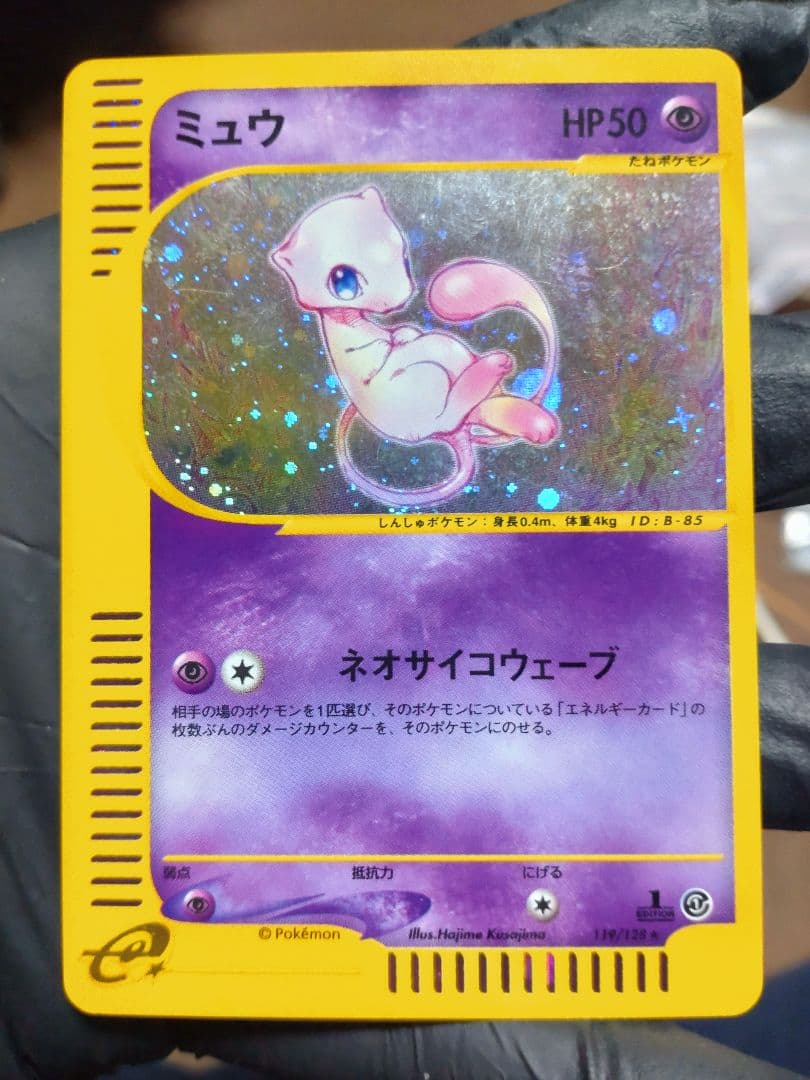 ミュウ
HP50
たねポケモン
しんしゅポケモン：身長0.4m、体重4kg ID：B-85
ネオサイコウェーブ
相手の場のポケモンを1匹選び、そのポケモンについている「エネルギーカード」の
枚数ぶんのダメージカウンターを、そのポケモンにのせる。
弱点 抵抗力 にげる
1
EDITION
© Pokémon
Illus.Hajime Kusajima
119/128 ★
e